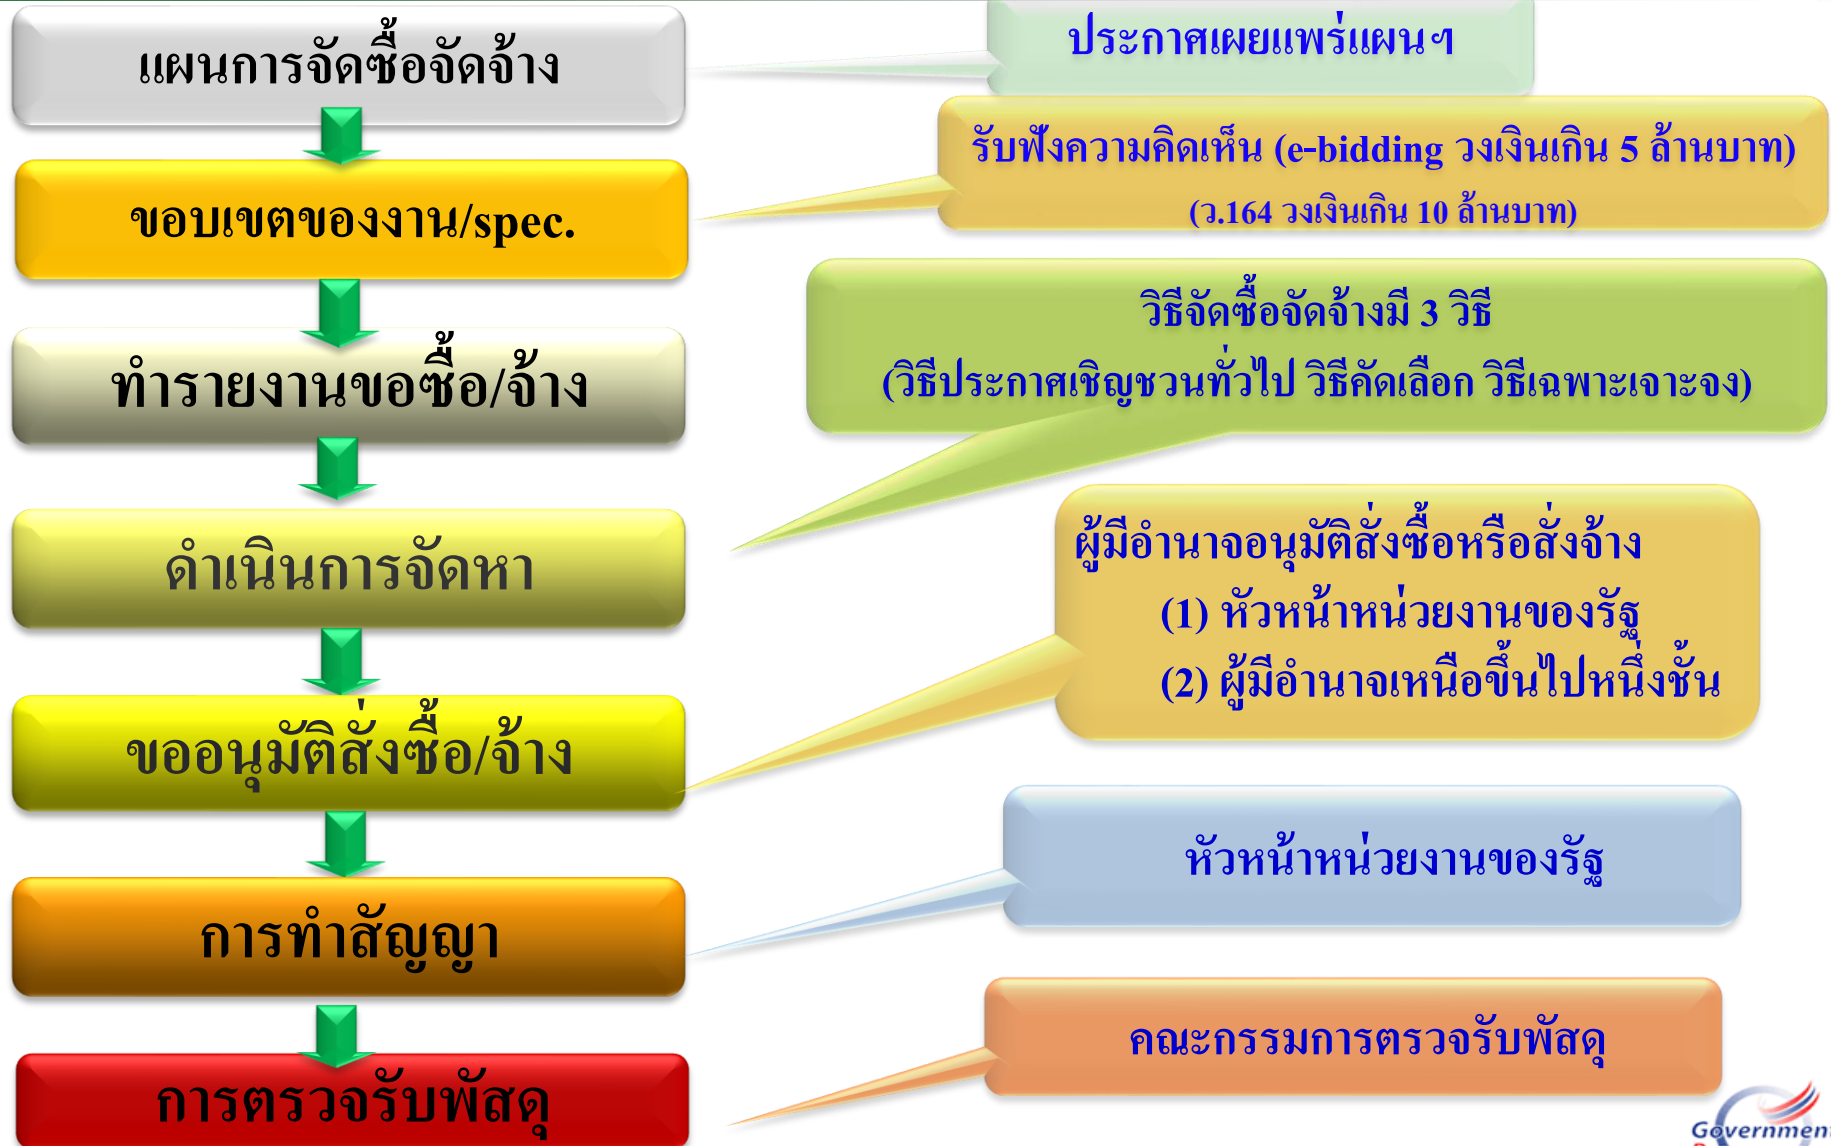 แผนการจัดซื้อจัดจ้าง
ประกาศเผยแพร่แผนฯ
ขอบเขตของงาน/spec.
รับฟังความคิดเห็น (e-bidding วงเงินเกิน 5 ล้านบาท)
(ว.164 วงเงินเกิน 10 ล้านบาท)
ทำรายงานขอซื้อ/จ้าง
ดำเนินการจัดหา
วิธีจัดซื้อจัดจ้างมี 3 วิธี
(วิธีประกาศเชิญชวนทั่วไป วิธีคัดเลือก วิธีเฉพาะเจาะจง)
ขออนุมัติสั่งซื้อ/จ้าง
ผู้มีอำนาจอนุมัติสั่งซื้อหรือสั่งจ้าง
(1) หัวหน้าหน่วยงานของรัฐ
(2) ผู้มีอำนาจเหนือขึ้นไปหนึ่งชั้น
การทำสัญญา
หัวหน้าหน่วยงานของรัฐ
การตรวจรับพัสดุ
คณะกรรมการตรวจรับพัสดุ
Government